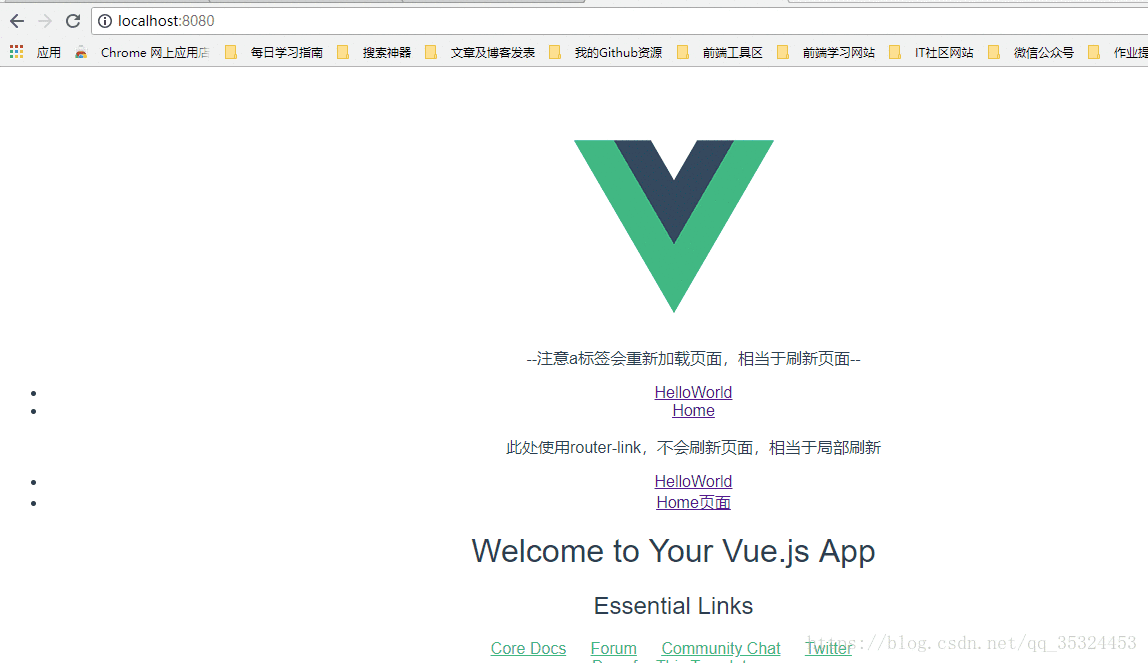 localhost:8080
应用 Chrome 网上应用店 每日学习指南 搜索神器 文章及博客发表 我的Github资源 前端工具区 前端学习网站 IT社区网站 微信公众号
--注意a标签会重新加载页面，相当于刷新页面--
HelloWorld
Home
此处使用router-link，不会刷新页面，相当于局部刷新
HelloWorld
Home页面
Welcome to Your Vue.js App
Essential Links
Core Docs Forum Community Chat Twitter
https://blog.csdn.net/qq_35324453